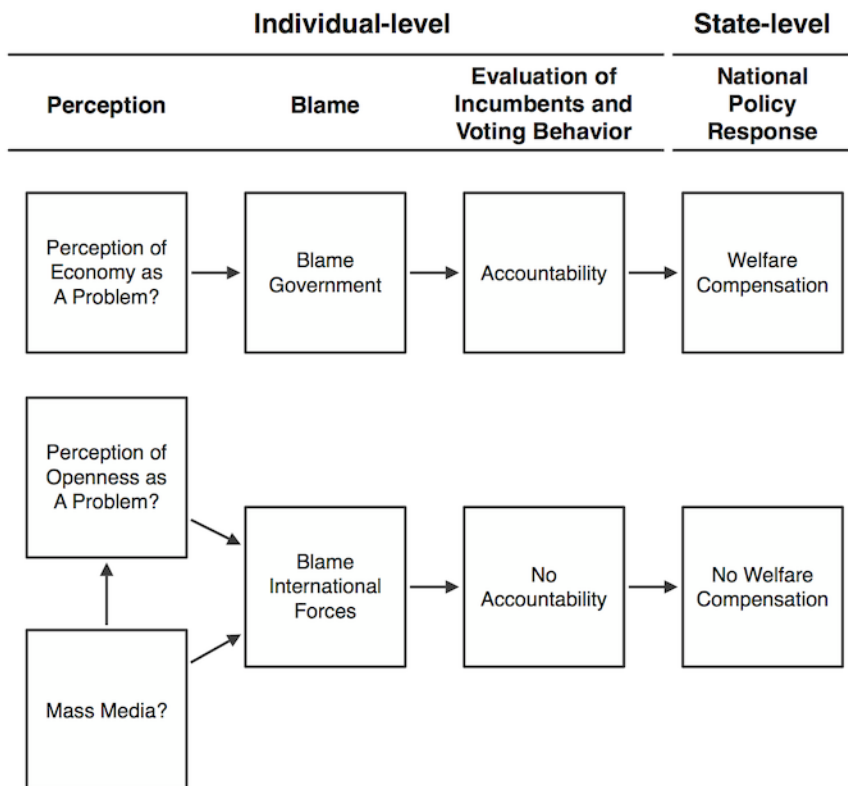 Individual-level
State-level
Perception
Blame
Evaluation of
Incumbents and
Voting Behavior
National
Policy
Response
Perception of
Economy as
A Problem?
Blame
Government
Accountability
Welfare
Compensation
Perception of
Openness as
A Problem?
Blame
International
Forces
No
Accountability
No Welfare
Compensation
Mass Media?